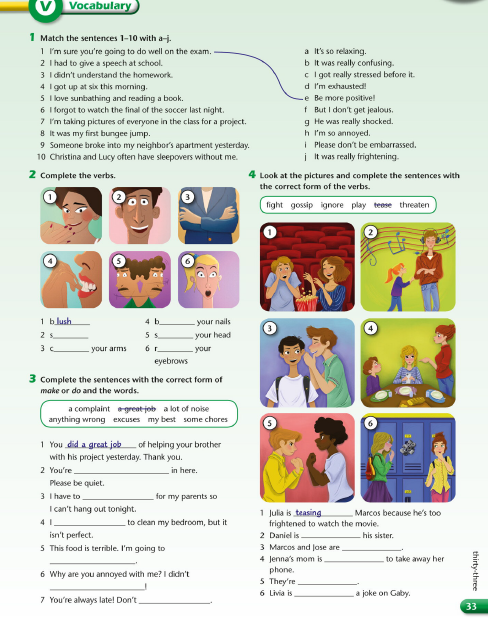 V Vocabulary
1 Match the sentences 1–10 with a–j.
1 I'm sure you're going to do well on the exam.
2 I had to give a speech at school.
3 I didn't understand the homework.
4 I got up at six this morning.
5 I love sunbathing and reading a book.
6 I forgot to watch the final of the soccer last night.
7 I'm taking pictures of everyone in the class for a project.
8 It was my first bungee jump.
9 Someone broke into my neighbor's apartment yesterday.
10 Christina and Lucy often have sleepovers without me.
a It's so relaxing.
b It was really confusing.
c I got really stressed before it.
d I'm exhausted!
e Be more positive!
f But I don't get jealous.
g He was really shocked.
h I'm so annoyed.
i Please don't be embarrassed.
j It was really frightening.
2 Complete the verbs.
1
2
3
4
5
6
1 b lush
2 s________
3 c________ your arms
4 b________ your nails
5 s________ your head
6 r________ your
eyebrows
3 Complete the sentences with the correct form of
make or do and the words.
a complaint a great job a lot of noise
anything wrong excuses my best some chores
1 You did a great job of helping your brother
with his project yesterday. Thank you.
2 You're ____________________ in here.
Please be quiet.
3 I have to ________________ for my parents so
I can't hang out tonight.
4 I ________________ to clean my bedroom, but it
isn't perfect.
5 This food is terrible. I'm going to
____________________.
6 Why are you annoyed with me? I didn't
____________________!
7 You're always late! Don't ________________.
4 Look at the pictures and complete the sentences with
the correct form of the verbs.
fight gossip ignore play tease threaten
1
2
3
4
5
6
1 Julia is teasing Marcos because he's too
frightened to watch the movie.
2 Daniel is ______________ his sister.
3 Marcos and Jose are ______________.
4 Jenna's mom is ______________ to take away her
phone.
5 They're ______________.
6 Livia is ______________ a joke on Gaby.
thirty-three
33